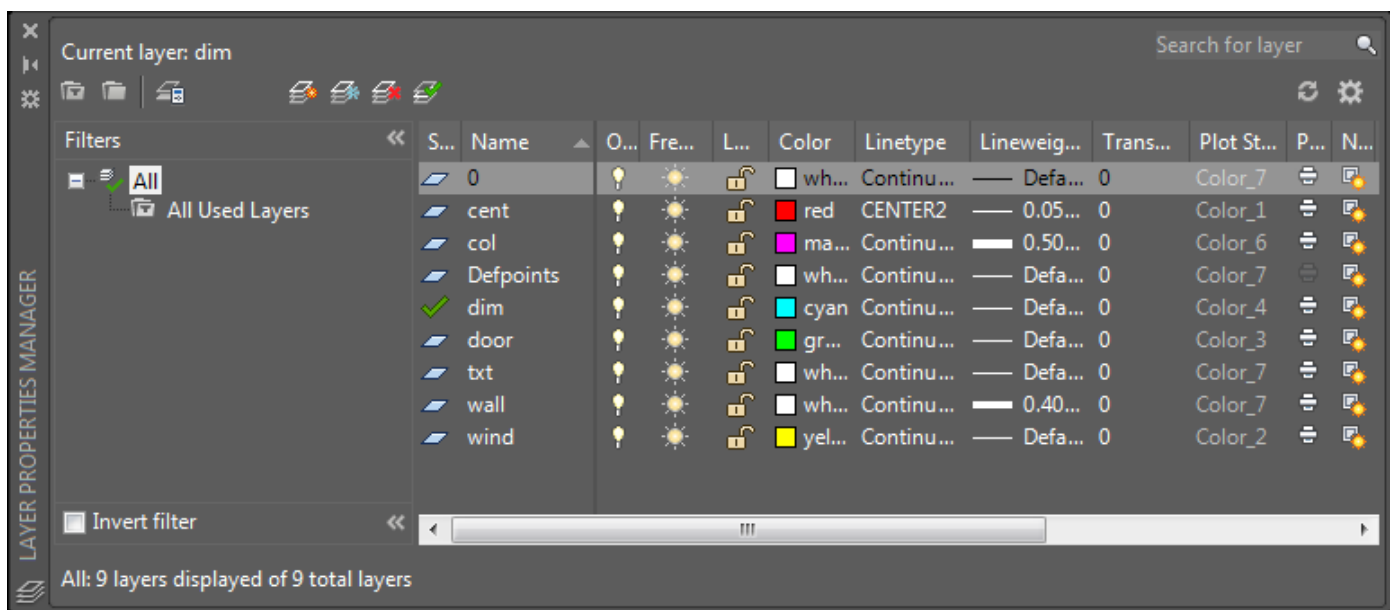 Search for layer
Current layer: dim
Filters
S... Name O... Fre... L... Color Linetype Lineweig... Trans... Plot St... P... N...
All
0 wh... Continu... Defa... 0 Color_7
All Used Layers
cent red CENTER2 0.05... 0 Color_1
col ma... Continu... 0.50... 0 Color_6
Defpoints wh... Continu... Defa... 0 Color_7
dim cyan Continu... Defa... 0 Color_4
door gr... Continu... Defa... 0 Color_3
txt wh... Continu... Defa... 0 Color_7
wall wh... Continu... 0.40... 0 Color_7
wind yel... Continu... Defa... 0 Color_2
Invert filter
All: 9 layers displayed of 9 total layers
LAYER PROPERTIES MANAGER